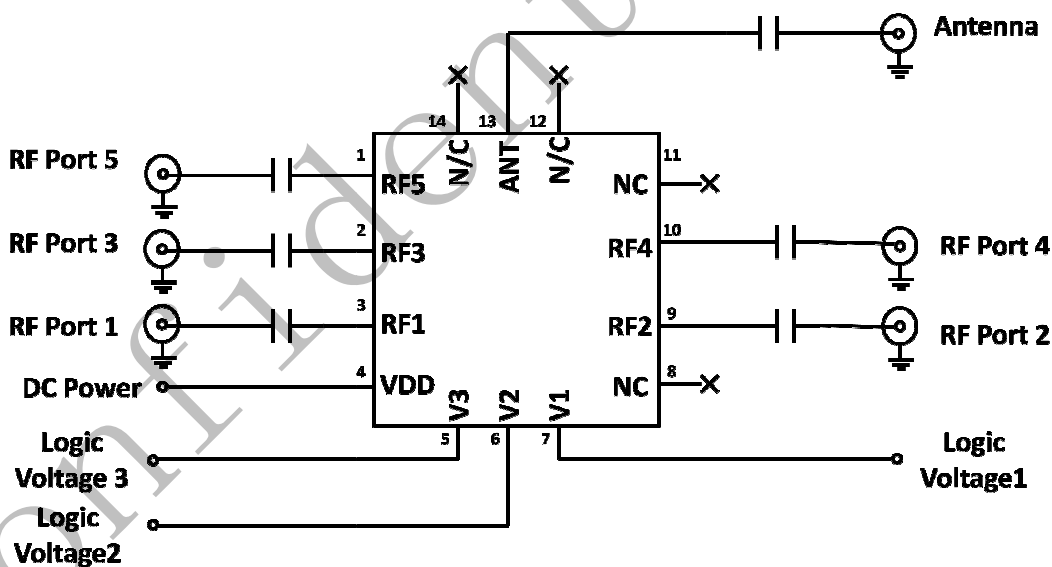 Antenna
14
13
12
N/C
ANT
N/C
RF Port 5
1
RF5
11
NC
RF Port 3
2
RF3
10
RF4
RF Port 4
RF Port 1
3
RF1
9
RF2
RF Port 2
DC Power
4
VDD
8
NC
V3
V2
V1
5
6
7
Logic
Voltage 3
Logic
Voltage1
Logic
Voltage2
onfident